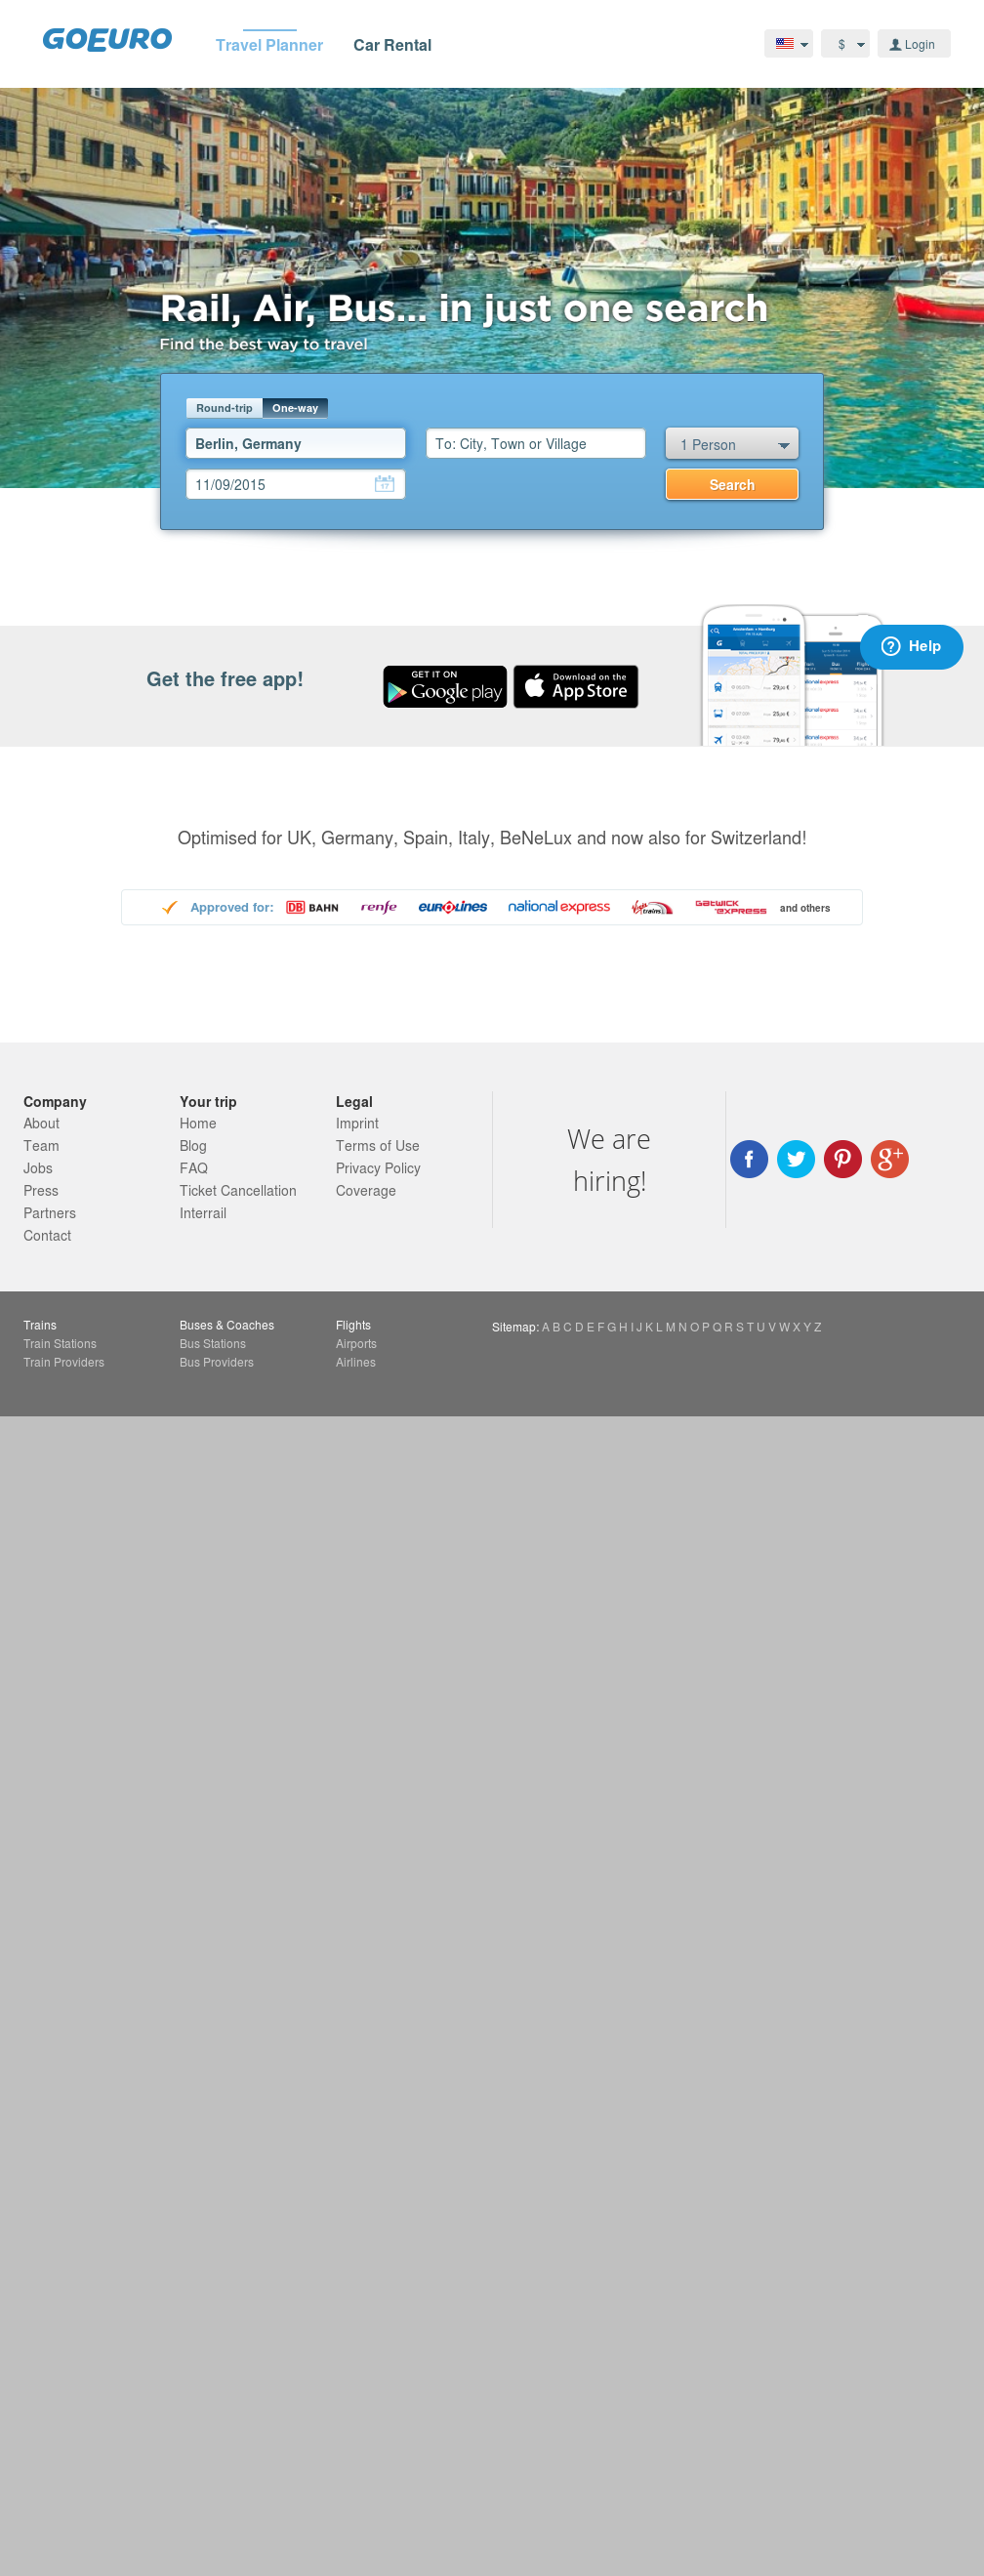 GOEURO
Travel Planner
Car Rental
$
Login
Rail, Air, Bus... in just one search
Find the best way to travel
Round-trip
One-way
Berlin, Germany
To: City, Town or Village
1 Person
11/09/2015
17
Search
Help
Get the free app!
GET IT ON
Google play
Download on the
App Store
Optimised for UK, Germany, Spain, Italy, BeNeLux and now also for Switzerland!
Approved for:
DB BAHN
renfe
eurolines
national express
Virgin trains
GATWICK EXPRESS
and others
Company
About
Team
Jobs
Press
Partners
Contact
Your trip
Home
Blog
FAQ
Ticket Cancellation
Interrail
Legal
Imprint
Terms of Use
Privacy Policy
Coverage
We are
hiring!
Trains
Train Stations
Train Providers
Buses & Coaches
Bus Stations
Bus Providers
Flights
Airports
Airlines
Sitemap: A B C D E F G H I J K L M N O P Q R S T U V W X Y Z